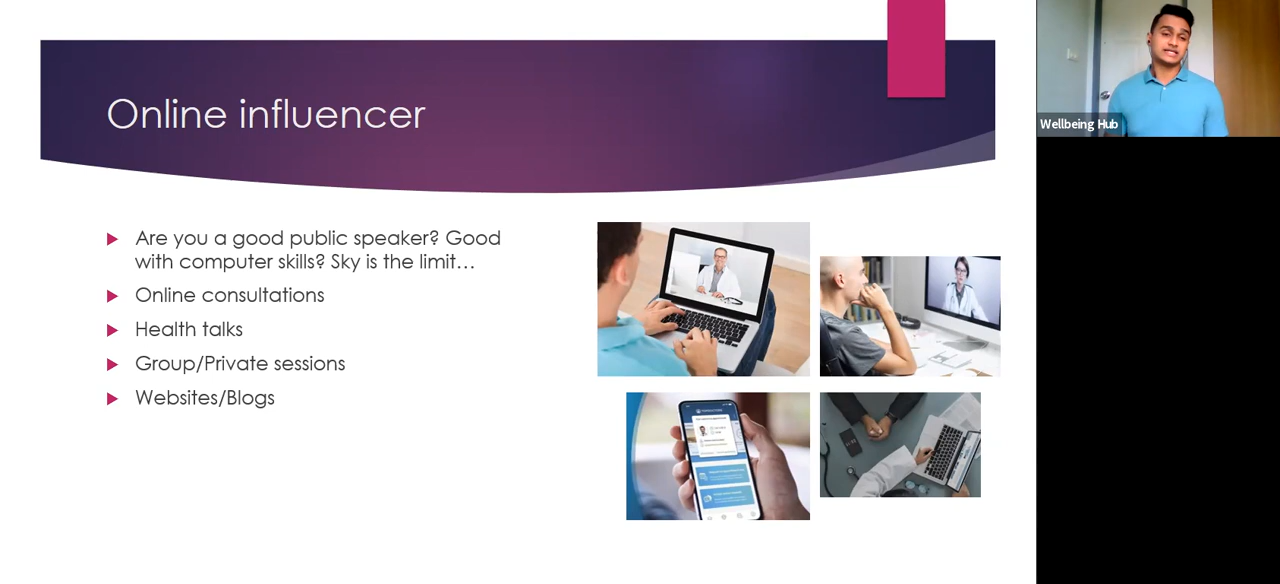 Online influencer
Wellbeing Hub
Are you a good public speaker? Good
with computer skills? Sky is the limit…
Online consultations
Health talks
Group/Private sessions
Websites/Blogs